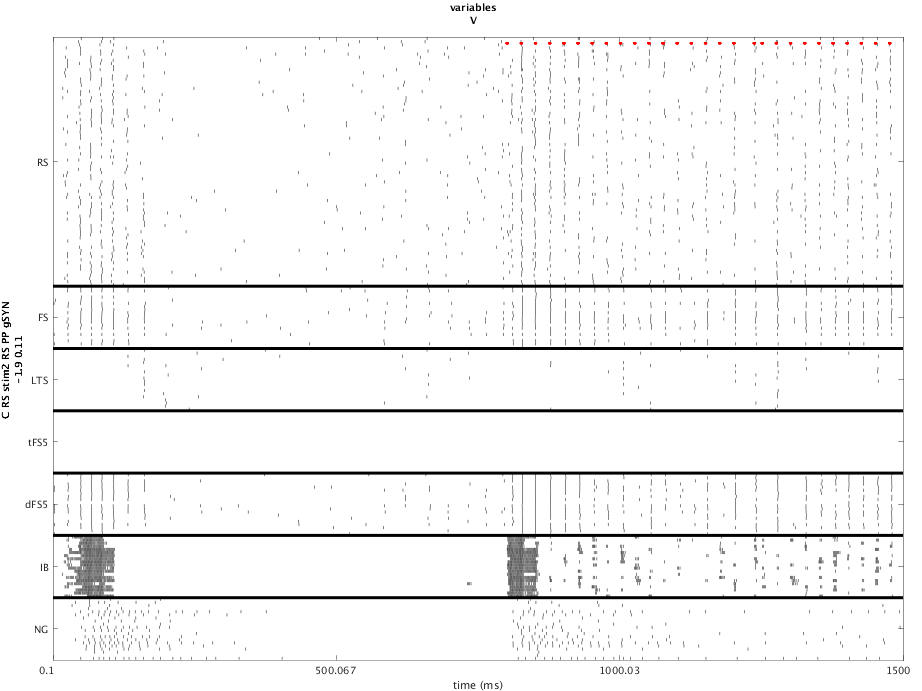 variables
V
C RS stim2 RS PP gSYN
-1.9 0.11
RS
FS
LTS
tFS5
dFS5
IB
NG
0.1
500.067
1000.03
1500
time (ms)